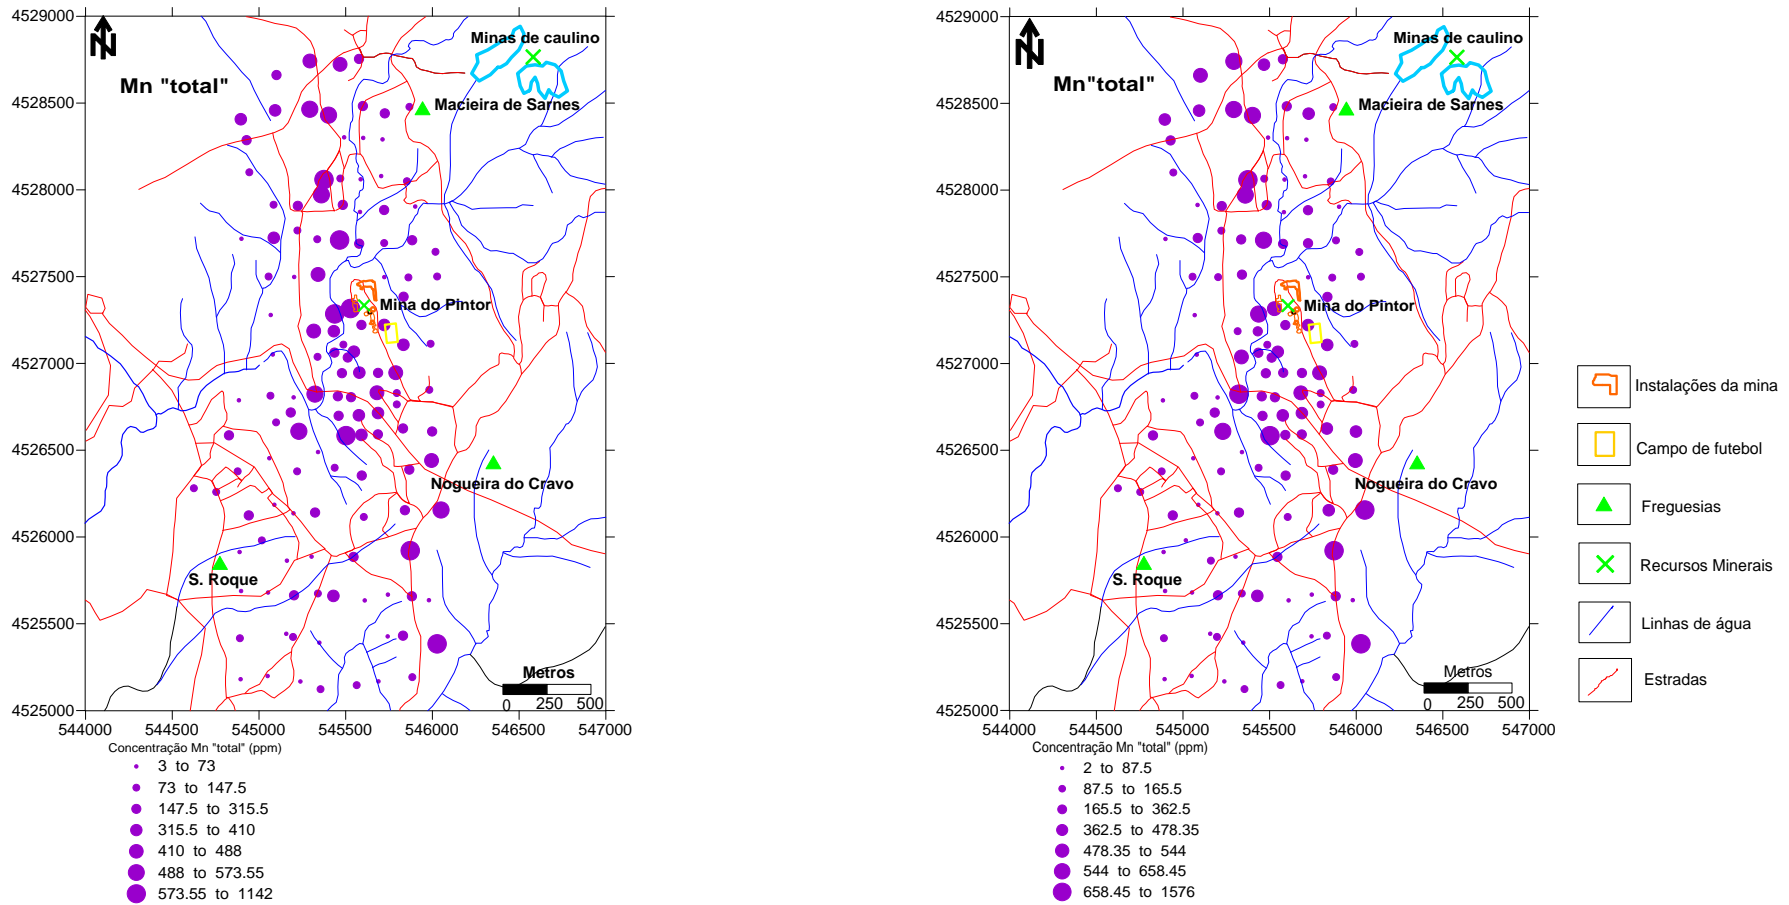 4529000
4528500
4528000
4527500
4527000
4526500
4526000
4525500
4525000
544000 544500 545000 545500 546000 546500 547000
N
Mn "total"
Minas de caulino
Macieira de Sarnes
Mina do Pintor
Nogueira do Cravo
S. Roque
Metros
0 250 500
Concentração Mn "total" (ppm)
3 to 73
73 to 147.5
147.5 to 315.5
315.5 to 410
410 to 488
488 to 573.55
573.55 to 1142
4529000
4528500
4528000
4527500
4527000
4526500
4526000
4525500
4525000
544000 544500 545000 545500 546000 546500 547000
N
Mn"total"
Minas de caulino
Macieira de Sarnes
Mina do Pintor
Nogueira do Cravo
S. Roque
Metros
0 250 500
Concentração Mn "total" (ppm)
2 to 87.5
87.5 to 165.5
165.5 to 362.5
362.5 to 478.35
478.35 to 544
544 to 658.45
658.45 to 1576
Instalações da mina
Campo de futebol
Freguesias
Recursos Minerais
Linhas de água
Estradas